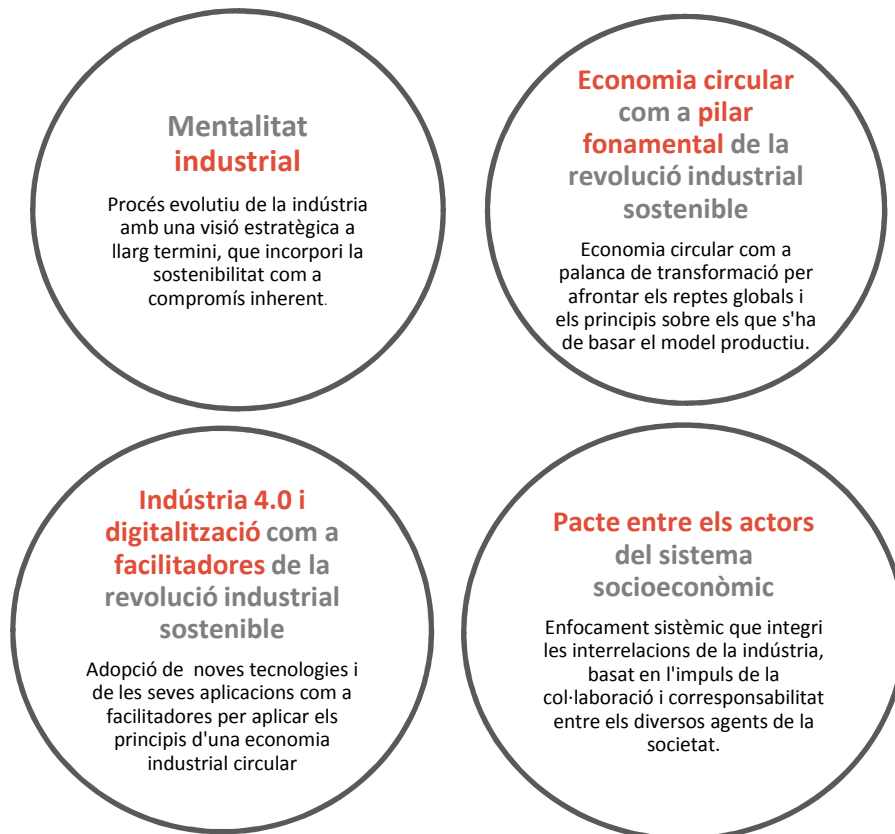 Mentalitat
industrial
Procés evolutiu de la indústria
amb una visió estratègica a
llarg termini, que incorpori la
sostenibilitat com a
compromís inherent.
Economia circular
com a pilar
fonamental de la
revolució industrial
sostenible
Economia circular com a
palanca de transformació per
afrontar els reptes globals i
els principis sobre els que s'ha
de basar el model productiu.
Indústria 4.0 i
digitalització com a
facilitadores de la
revolució industrial
sostenible
Adopció de  noves tecnologies i
de les seves aplicacions com a
facilitadores per aplicar els
principis d'una economia
industrial circular
Pacte entre els actors
del sistema
socioeconòmic
Enfocament sistèmic que integri
les interrelacions de la indústria,
basat en l'impuls de la
col·laboració i corresponsabilitat
entre els diversos agents de la
societat.